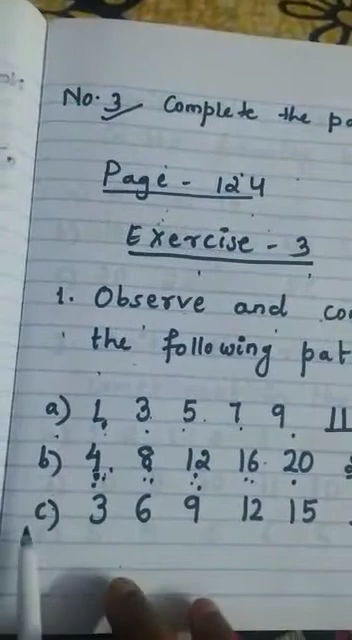 No. 3 Complete the
Page - 124
Exercise - 3
1. Observe and
the following
a) 1, 3 5. 7 9 11
b) 4. 8 12 16 20
c) 3 6 9 12 15